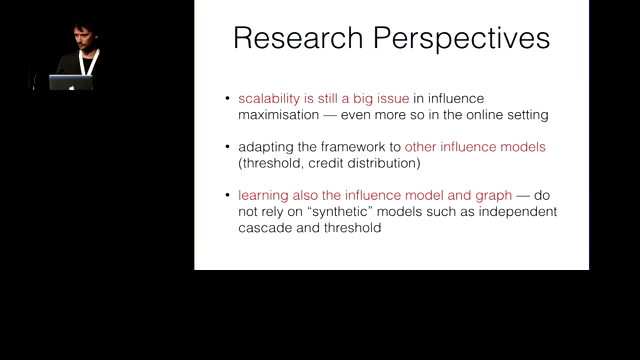 Research Perspectives
• scalability is still a big issue in influence
maximisation — even more so in the online setting
• adapting the framework to other influence models
(threshold, credit distribution)
• learning also the influence model and graph — do
not rely on “synthetic” models such as independent
cascade and threshold